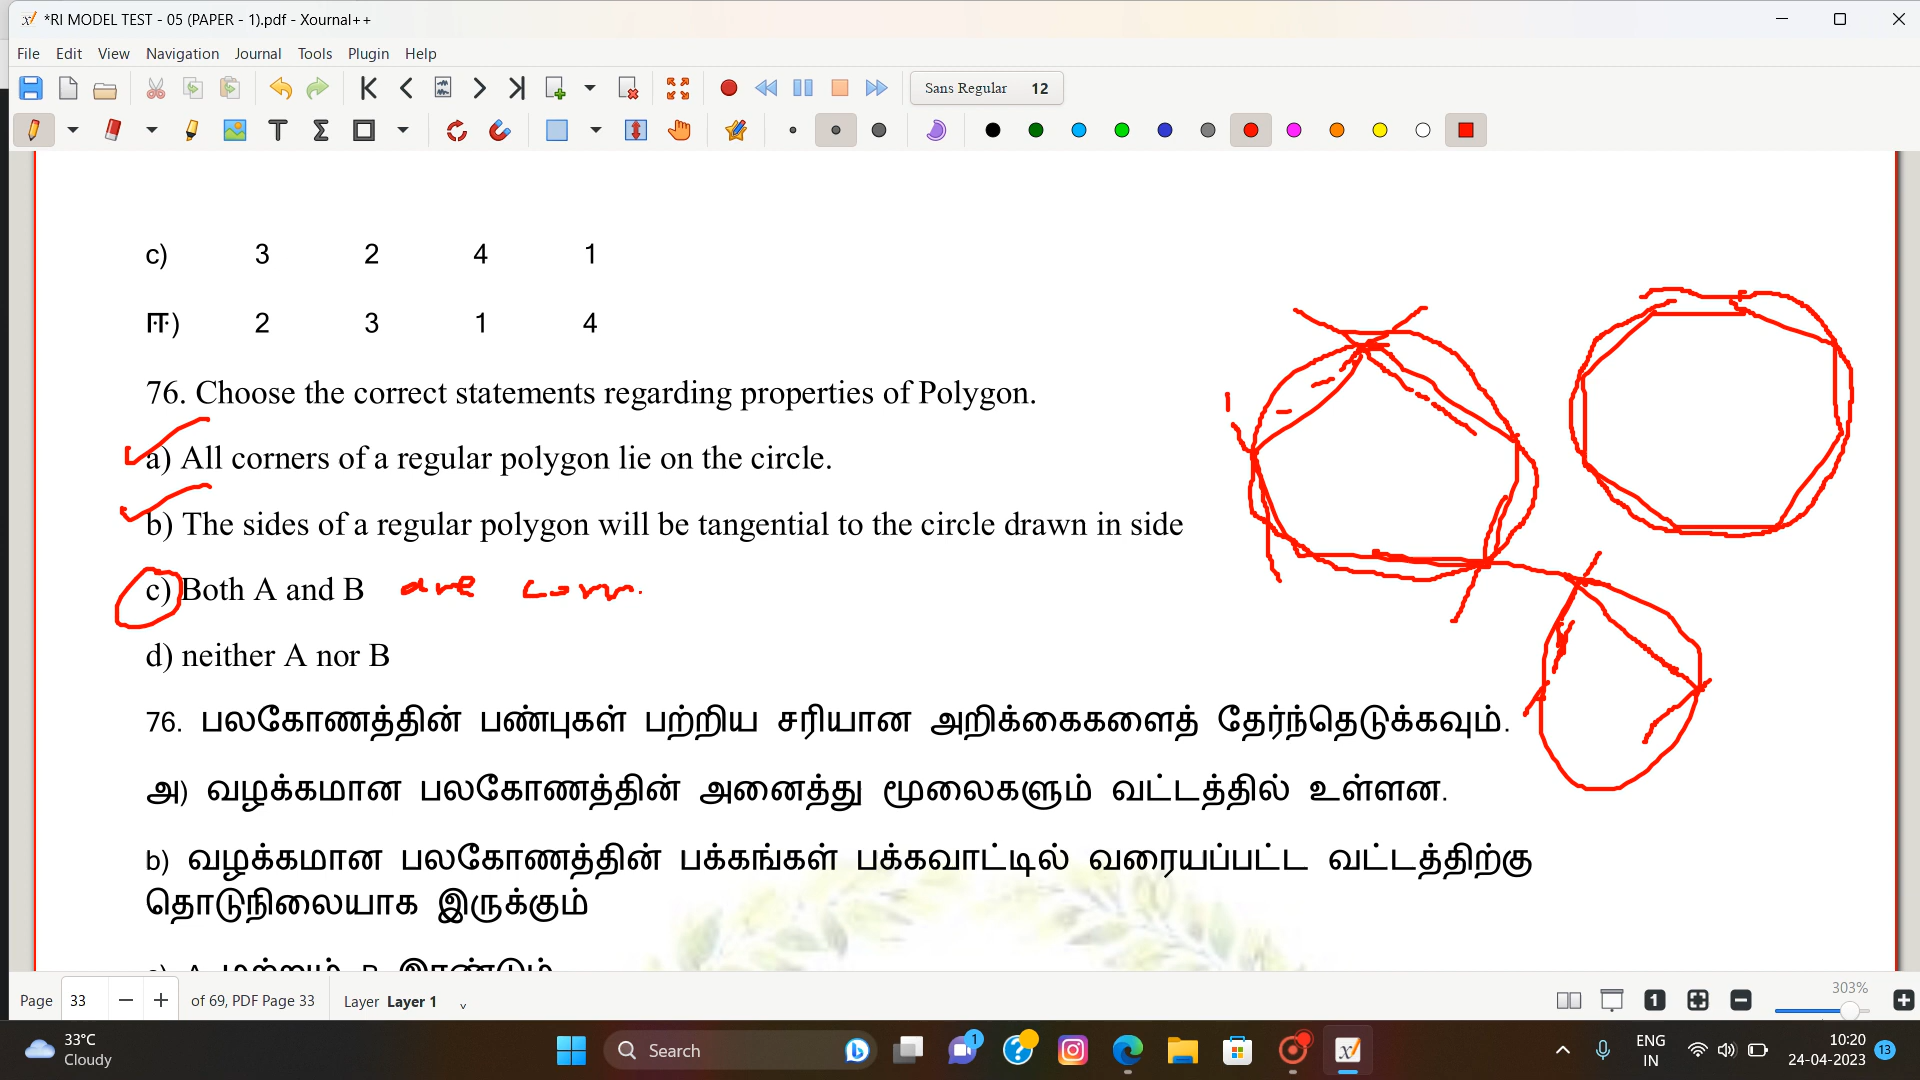 *RI MODEL TEST - 05 (PAPER - 1).pdf - Xournal++
File Edit View Navigation Journal Tools Plugin Help
Sans Regular 12
c) 3 2 4 1
ஈ) 2 3 1 4
76. Choose the correct statements regarding properties of Polygon.
a) All corners of a regular polygon lie on the circle.
b) The sides of a regular polygon will be tangential to the circle drawn in side
c) Both A and B are corr.
d) neither A nor B
76. பலகோணத்தின் பண்புகள் பற்றிய சரியான அறிக்கைகளைத் தேர்ந்தெடுக்கவும்.
அ) வழக்கமான பலகோணத்தின் அனைத்து மூலைகளும் வட்டத்தில் உள்ளன.
b) வழக்கமான பலகோணத்தின் பக்கங்கள் பக்கவாட்டில் வரையப்பட்ட வட்டத்திற்கு
தொடுநிலையாக இருக்கும்
Page 33 of 69, PDF Page 33 Layer Layer 1 303%
33°C
Cloudy
Search
ENG
IN
10:20
24-04-2023
13